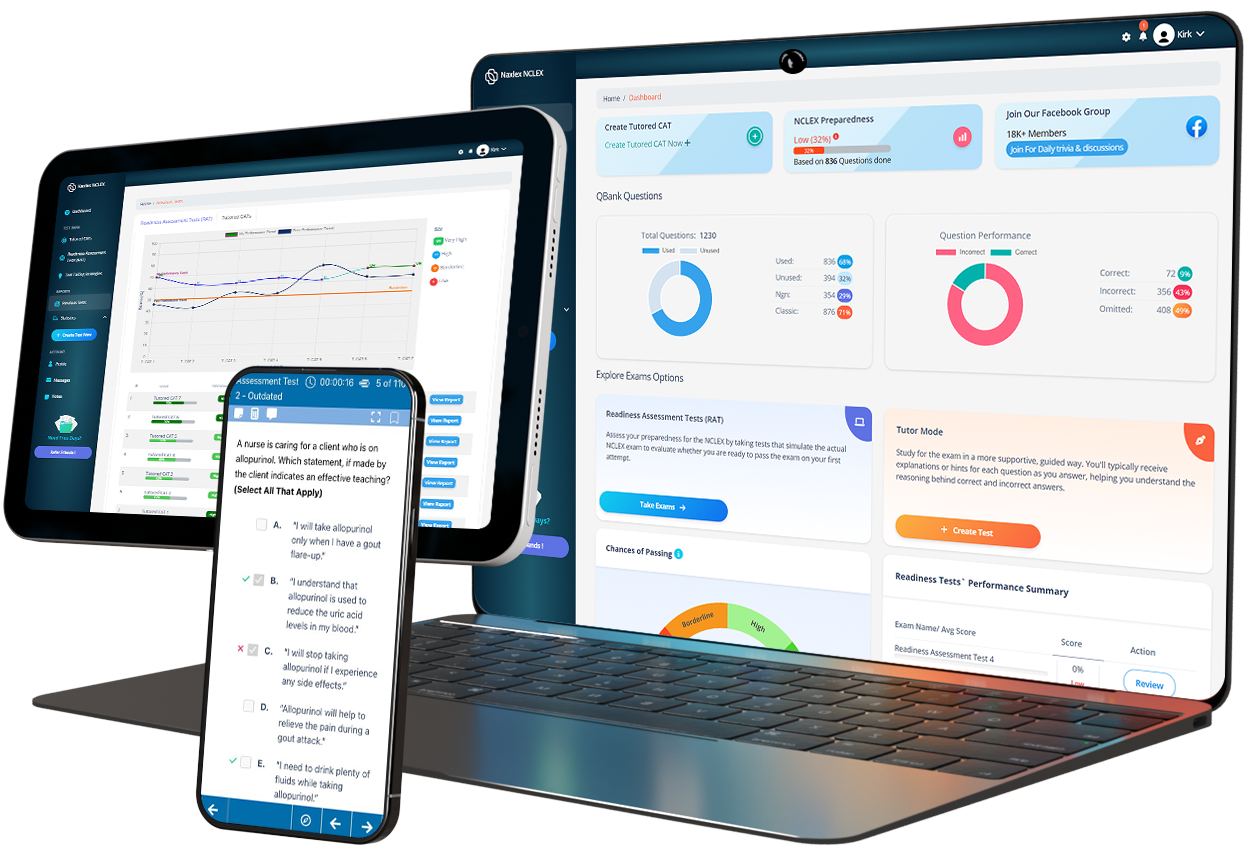 Naxlex NCLEX
Kirk
Home / Dashboard
Create Tutored CAT
Create Tutored CAT Now +
NCLEX Preparedness
Low (32%)
32%
Based on 836 Questions done
Join Our Facebook Group
18K+ Members
Join For Daily trivia & discussions
QBank Questions
Total Questions: 1230
Used Unused
Used: 836 68%
Unused: 394 32%
Ngn: 354 29%
Classic: 876 71%
Question Performance
Incorrect Correct
Correct: 72 9%
Incorrect: 356 43%
Omitted: 408 49%
Explore Exams Options
Readiness Assessment Tests (RAT)
Assess your preparedness for the NCLEX by taking tests that simulate the actual
NCLEX exam to evaluate whether you are ready to pass the exam on your first
attempt.
Take Exams →
Tutor Mode
Study for the exam in a more supportive, guided way. You'll typically receive
explanations or hints for each question as you answer, helping you understand the
reasoning behind correct and incorrect answers.
+ Create Test
Chances of Passing
Borderline
High
Readiness Tests` Performance Summary
Exam Name/ Avg Score Score Action
Readiness Assessment Test 4 0%
Low
Review
Days?
ends !
Naxlex NCLEX
Kirk
Dashboard
Tutored CATs
Readiness Assessment
Test Taking Strategies
Previous Tests
Statistics
+ Create Test Now
Profile
Messages
Notes
Need Free Days?
Refer Friends !
Readiness Assessment Tests (RAT)
Tutored CATs
Very High
High
Borderline
Low
Tutored CAT 7
Tutored CAT 6
Tutored CAT 5
Tutored CAT 4
Tutored CAT 2
Tutored CAT 3
Tutored CAT 1
View Report
View Report
View Report
View Report
View Report
View Report
View Report
Assessment Test 00:00:16 5 of 116
2 - Outdated
A nurse is caring for a client who is on
allopurinol. Which statement, if made by
the client indicates an effective teaching?
(Select All That Apply)
A. "I will take allopurinol
only when I have a gout
flare-up."
B. "I understand that
allopurinol is used to
reduce the uric acid
levels in my blood."
C. "I will stop taking
allopurinol if I experience
any side effects."
D. "Allopurinol will help to
relieve the pain during a
gout attack."
E. "I need to drink plenty of
fluids while taking
allopurinol."